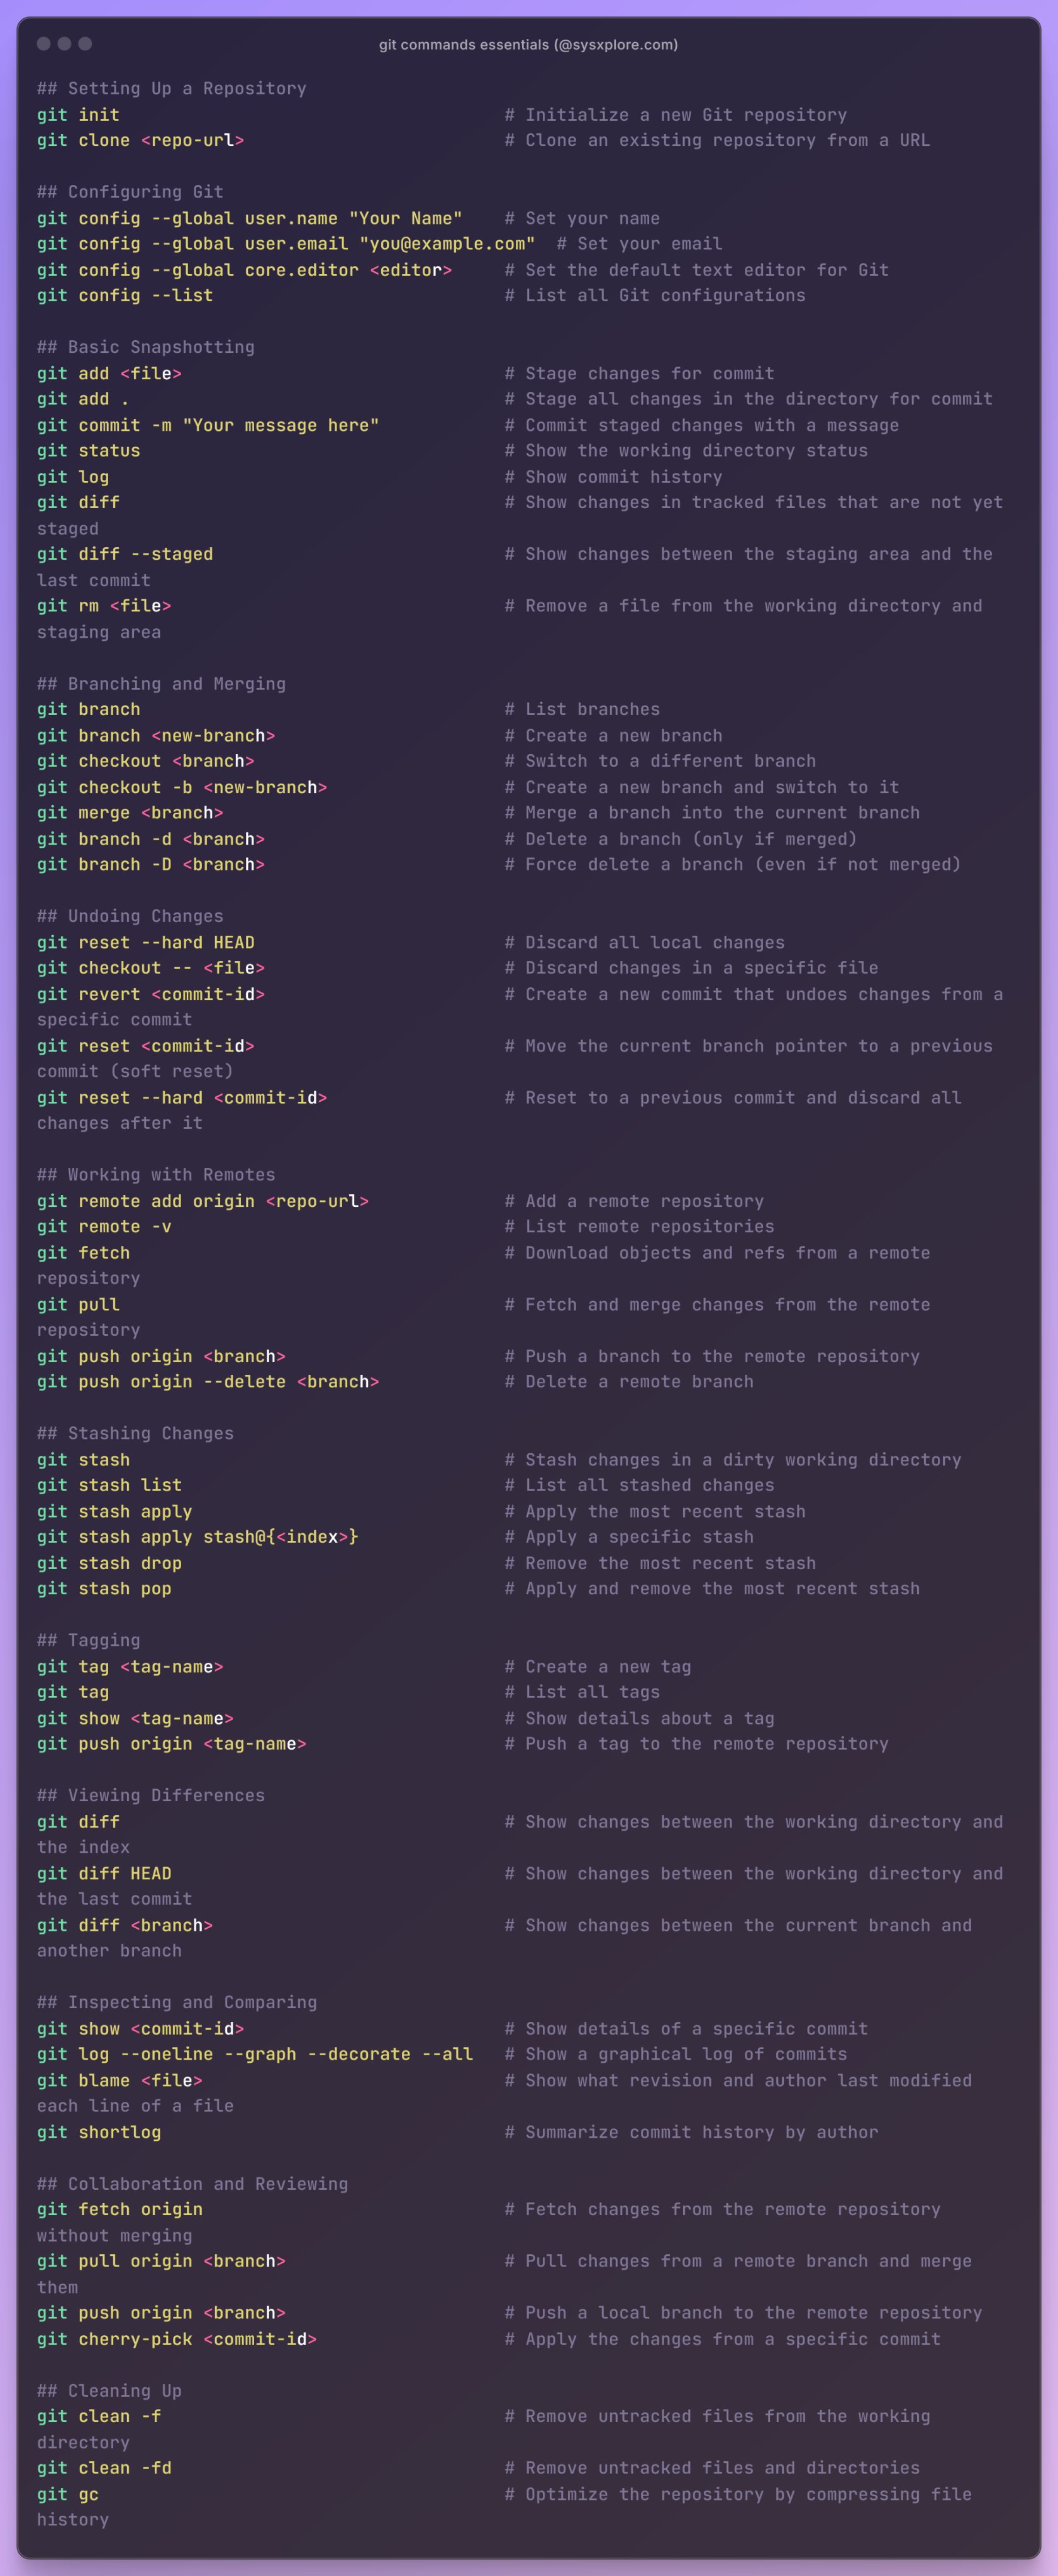 git commands essentials (@sysxplore.com)
## Setting Up a Repository
git init # Initialize a new Git repository
git clone <repo-url> # Clone an existing repository from a URL
## Configuring Git
git config --global user.name "Your Name" # Set your name
git config --global user.email "you@example.com" # Set your email
git config --global core.editor <editor> # Set the default text editor for Git
git config --list # List all Git configurations
## Basic Snapshotting
git add <file> # Stage changes for commit
git add . # Stage all changes in the directory for commit
git commit -m "Your message here" # Commit staged changes with a message
git status # Show the working directory status
git log # Show commit history
git diff # Show changes in tracked files that are not yet
staged
git diff --staged # Show changes between the staging area and the
last commit
git rm <file> # Remove a file from the working directory and
staging area
## Branching and Merging
git branch # List branches
git branch <new-branch> # Create a new branch
git checkout <branch> # Switch to a different branch
git checkout -b <new-branch> # Create a new branch and switch to it
git merge <branch> # Merge a branch into the current branch
git branch -d <branch> # Delete a branch (only if merged)
git branch -D <branch> # Force delete a branch (even if not merged)
## Undoing Changes
git reset --hard HEAD # Discard all local changes
git checkout -- <file> # Discard changes in a specific file
git revert <commit-id> # Create a new commit that undoes changes from a
specific commit
git reset <commit-id> # Move the current branch pointer to a previous
commit (soft reset)
git reset --hard <commit-id> # Reset to a previous commit and discard all
changes after it
## Working with Remotes
git remote add origin <repo-url> # Add a remote repository
git remote -v # List remote repositories
git fetch # Download objects and refs from a remote
repository
git pull # Fetch and merge changes from the remote
repository
git push origin <branch> # Push a branch to the remote repository
git push origin --delete <branch> # Delete a remote branch
## Stashing Changes
git stash # Stash changes in a dirty working directory
git stash list # List all stashed changes
git stash apply # Apply the most recent stash
git stash apply stash@{<index>} # Apply a specific stash
git stash drop # Remove the most recent stash
git stash pop # Apply and remove the most recent stash
## Tagging
git tag <tag-name> # Create a new tag
git tag # List all tags
git show <tag-name> # Show details about a tag
git push origin <tag-name> # Push a tag to the remote repository
## Viewing Differences
git diff # Show changes between the working directory and
the index
git diff HEAD # Show changes between the working directory and
the last commit
git diff <branch> # Show changes between the current branch and
another branch
## Inspecting and Comparing
git show <commit-id> # Show details of a specific commit
git log --oneline --graph --decorate --all # Show a graphical log of commits
git blame <file> # Show what revision and author last modified
each line of a file
git shortlog # Summarize commit history by author
## Collaboration and Reviewing
git fetch origin # Fetch changes from the remote repository
without merging
git pull origin <branch> # Pull changes from a remote branch and merge
them
git push origin <branch> # Push a local branch to the remote repository
git cherry-pick <commit-id> # Apply the changes from a specific commit
## Cleaning Up
git clean -f # Remove untracked files from the working
directory
git clean -fd # Remove untracked files and directories
git gc # Optimize the repository by compressing file
history